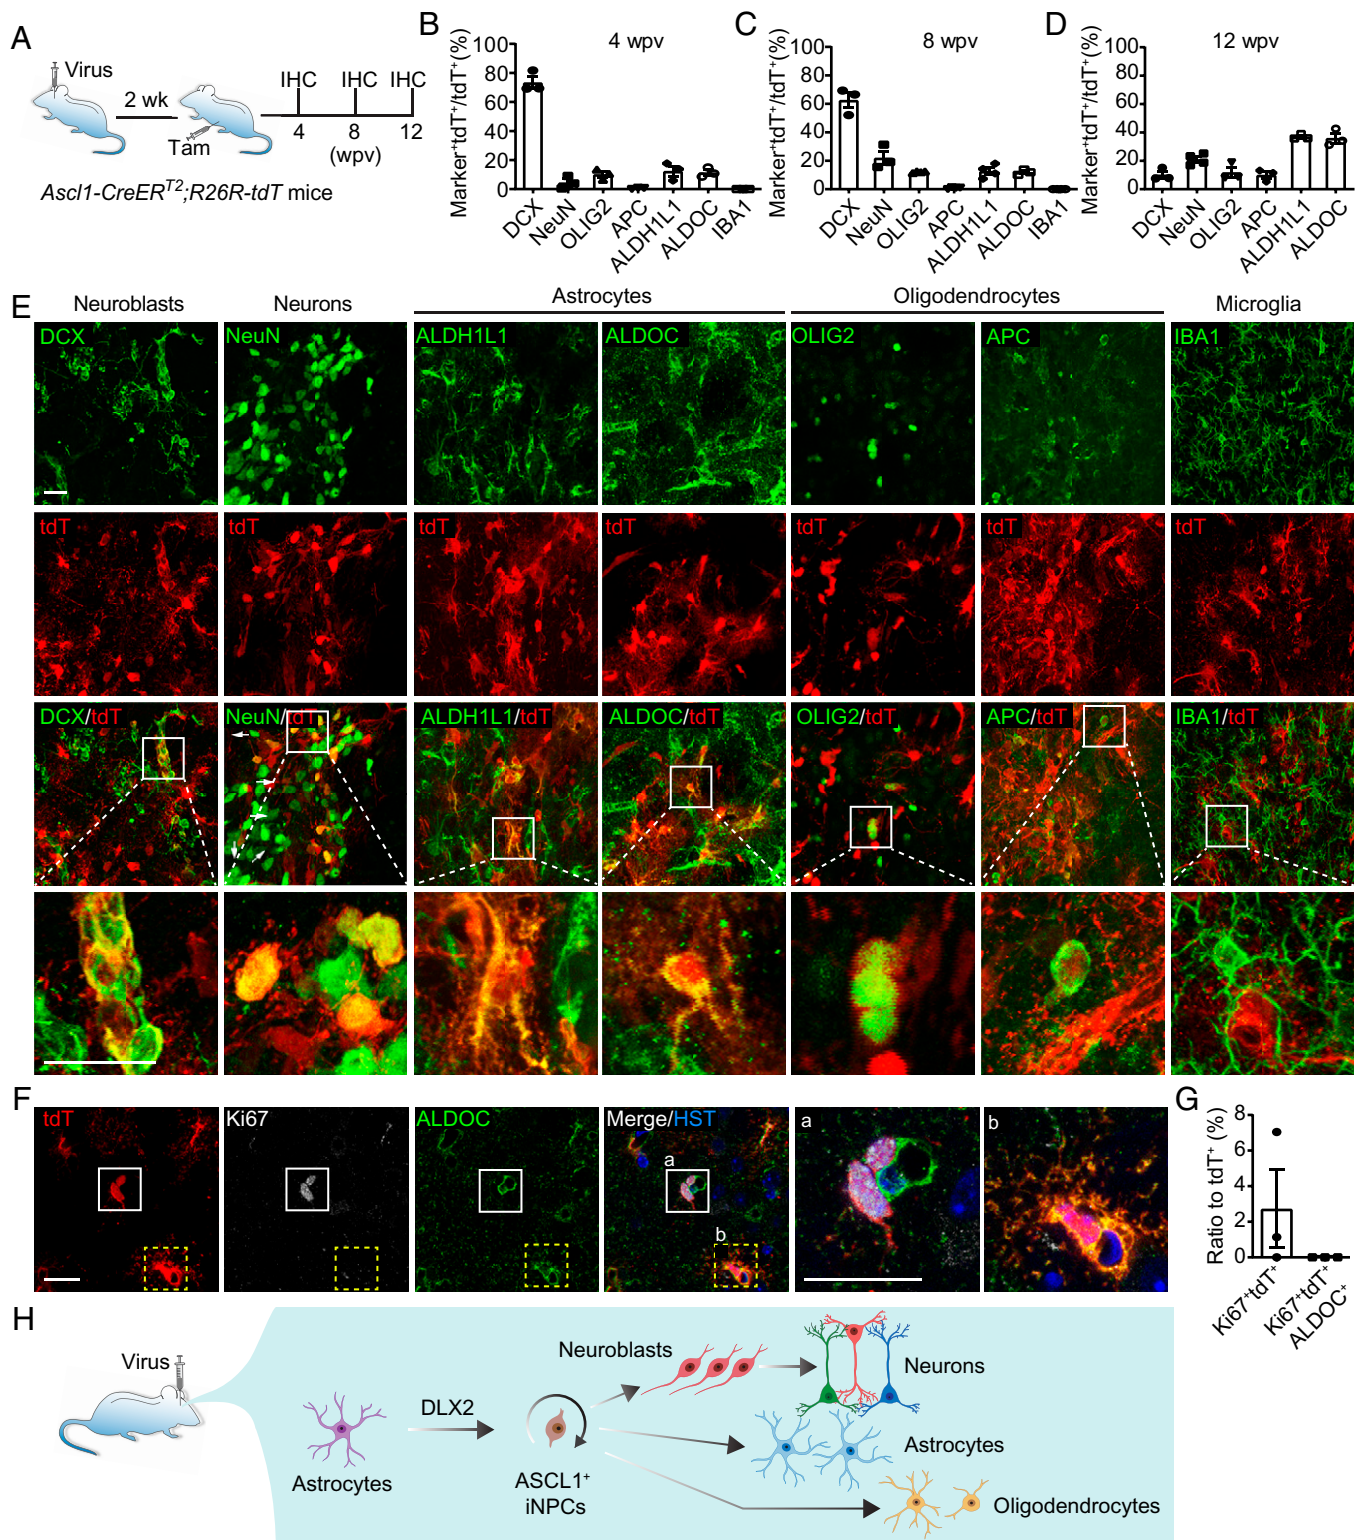 A
Virus
2 wk
Tam
IHC IHC IHC
4 8 12
(wpv)
Ascl1-CreERT2;R26R-tdT mice
B
4 wpv
Marker+tdT+/tdT+(%)
100
80
60
40
20
0
DCX
NeuN
OLIG2
APC
ALDH1L1
ALDOC
IBA1
C
8 wpv
Marker+tdT+/tdT+(%)
100
80
60
40
20
0
DCX
NeuN
OLIG2
APC
ALDH1L1
ALDOC
IBA1
D
12 wpv
Marker+tdT+/tdT+(%)
100
80
60
40
20
0
DCX
NeuN
OLIG2
APC
ALDH1L1
ALDOC
E
Neuroblasts Neurons Astrocytes Oligodendrocytes Microglia
DCX NeuN ALDH1L1 ALDOC OLIG2 APC IBA1
tdT tdT tdT tdT tdT tdT tdT
DCX/tdT NeuN/tdT ALDH1L1/tdT ALDOC/tdT OLIG2/tdT APC/tdT IBA1/tdT
F
tdT Ki67 ALDOC Merge/HST a b
a
b
G
Ratio to tdT+ (%)
8
6
4
2
0
Ki67+tdT+
Ki67+tdT+
ALDOC+
H
Virus
Astrocytes
DLX2
ASCL1+
iNPCs
Neuroblasts
Neurons
Astrocytes
Oligodendrocytes